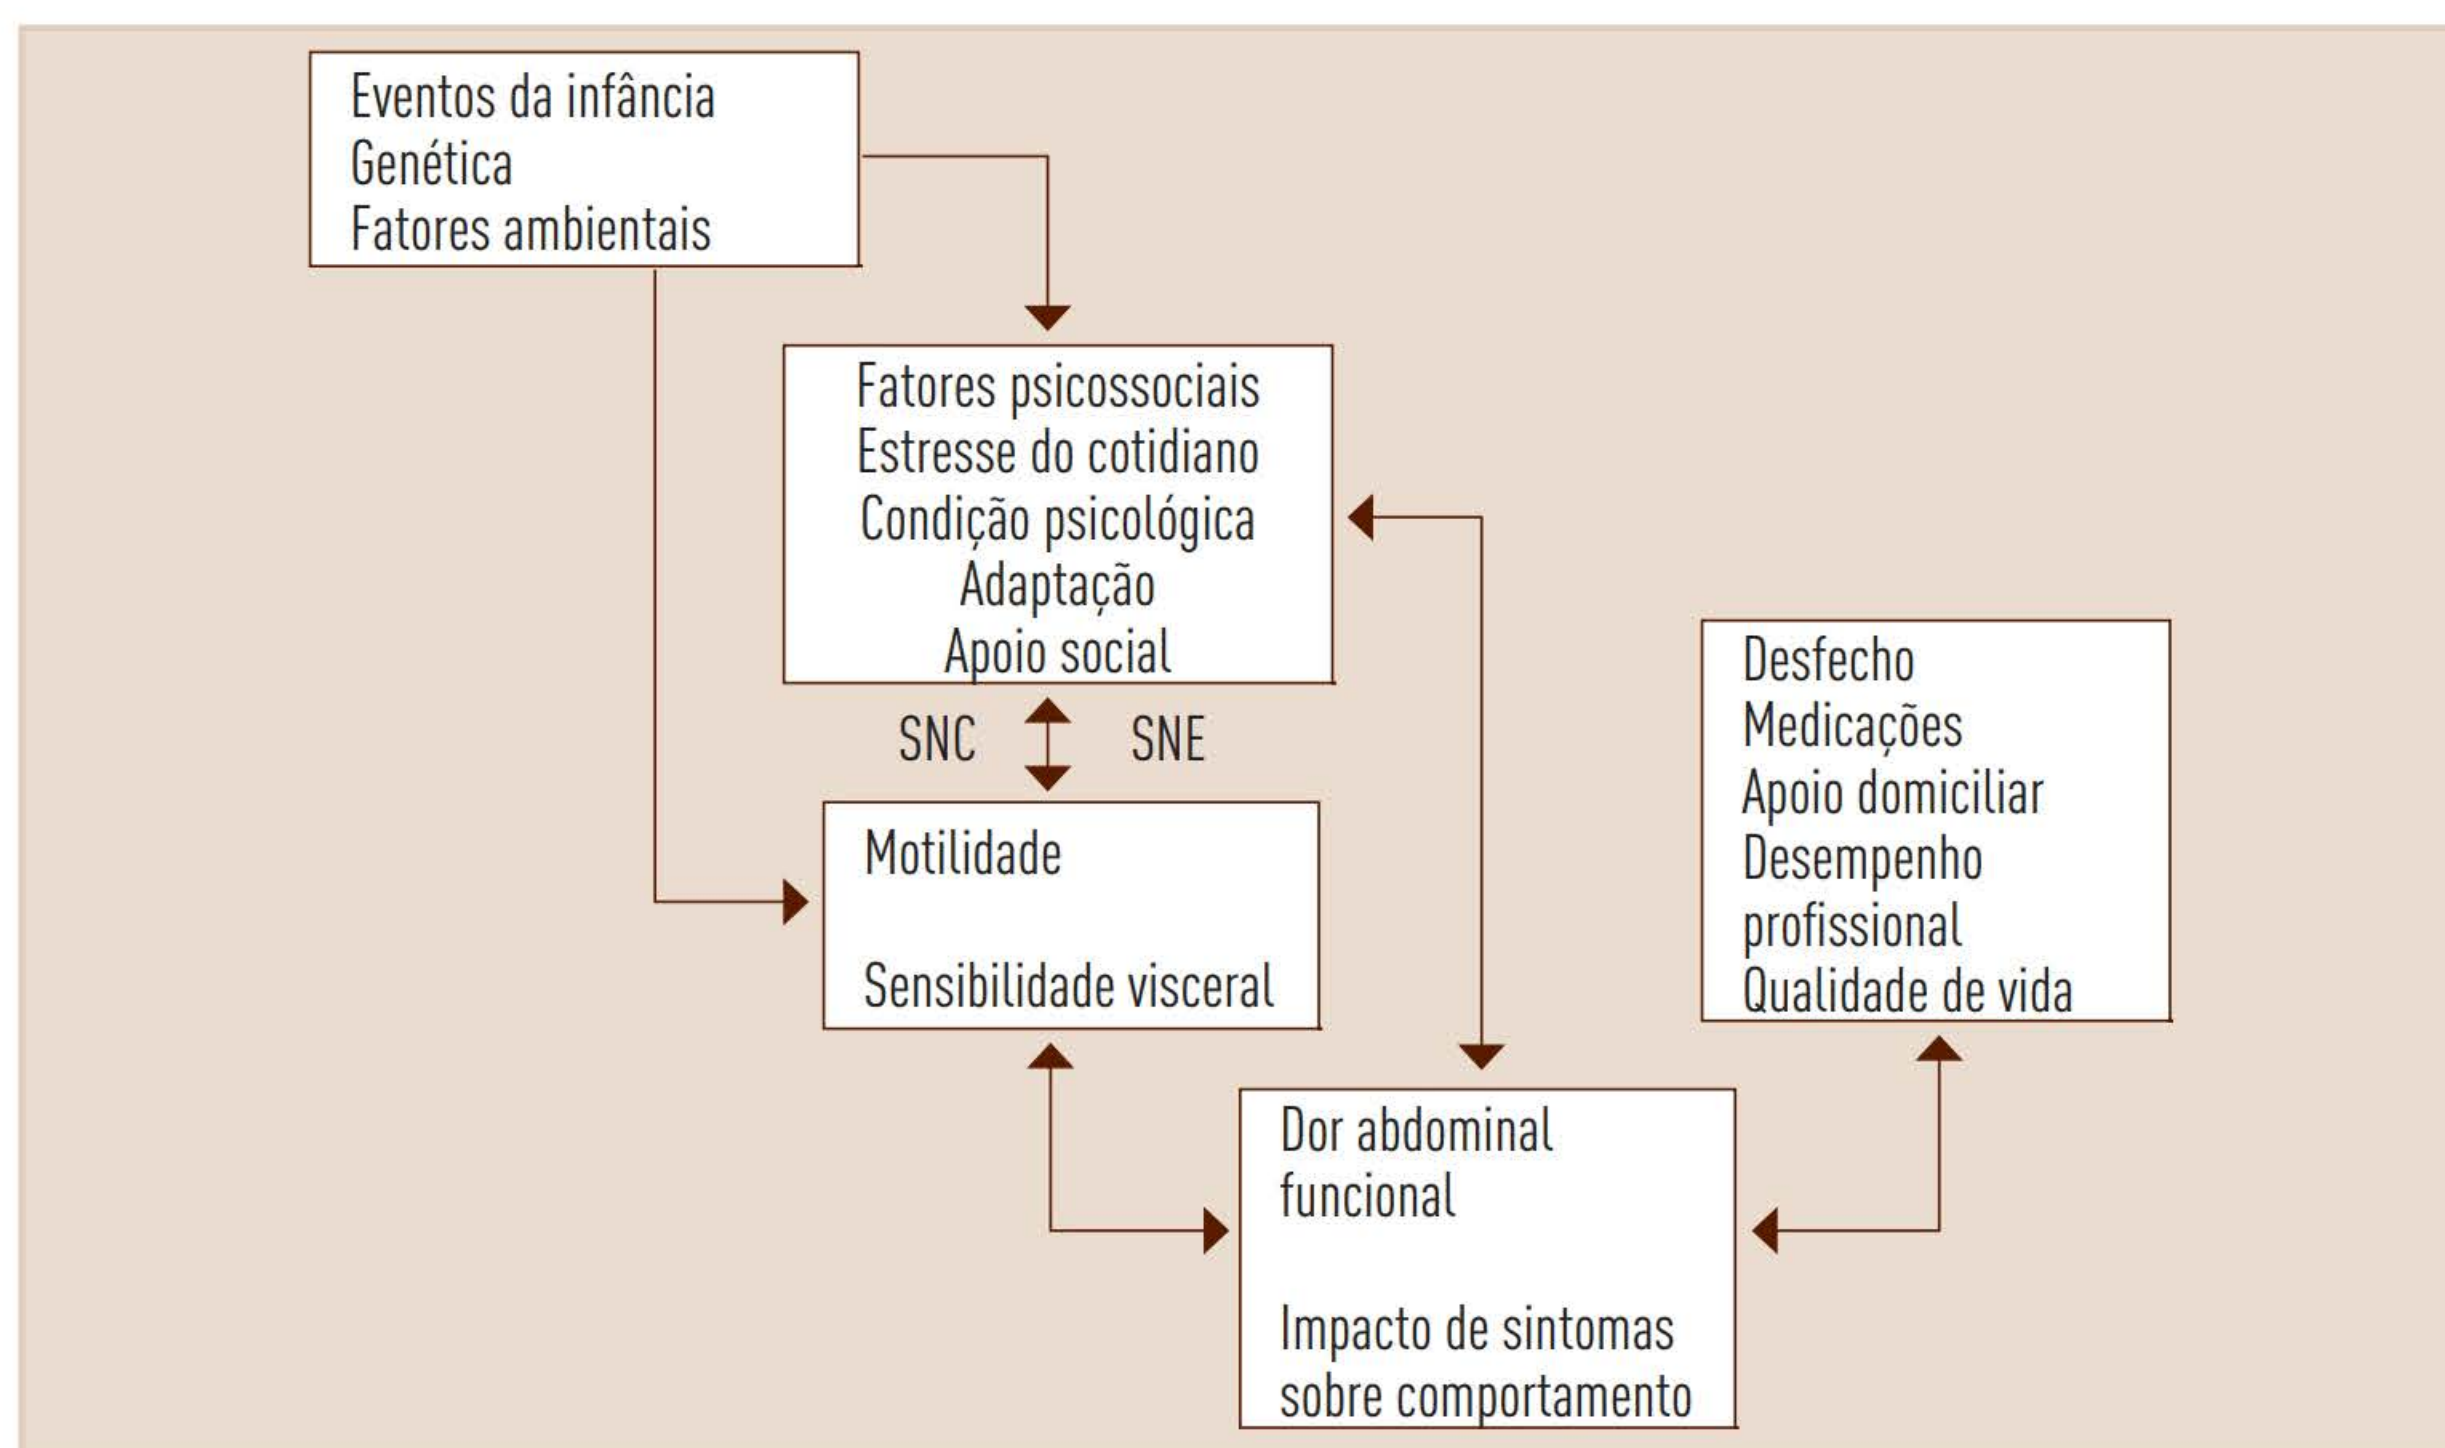 Eventos da infância
Genética
Fatores ambientais
Fatores psicossociais
Estresse do cotidiano
Condição psicológica
Adaptação
Apoio social
SNC SNE
Motilidade
Sensibilidade visceral
Desfecho
Medicações
Apoio domiciliar
Desempenho
profissional
Qualidade de vida
Dor abdominal
funcional
Impacto de sintomas
sobre comportamento